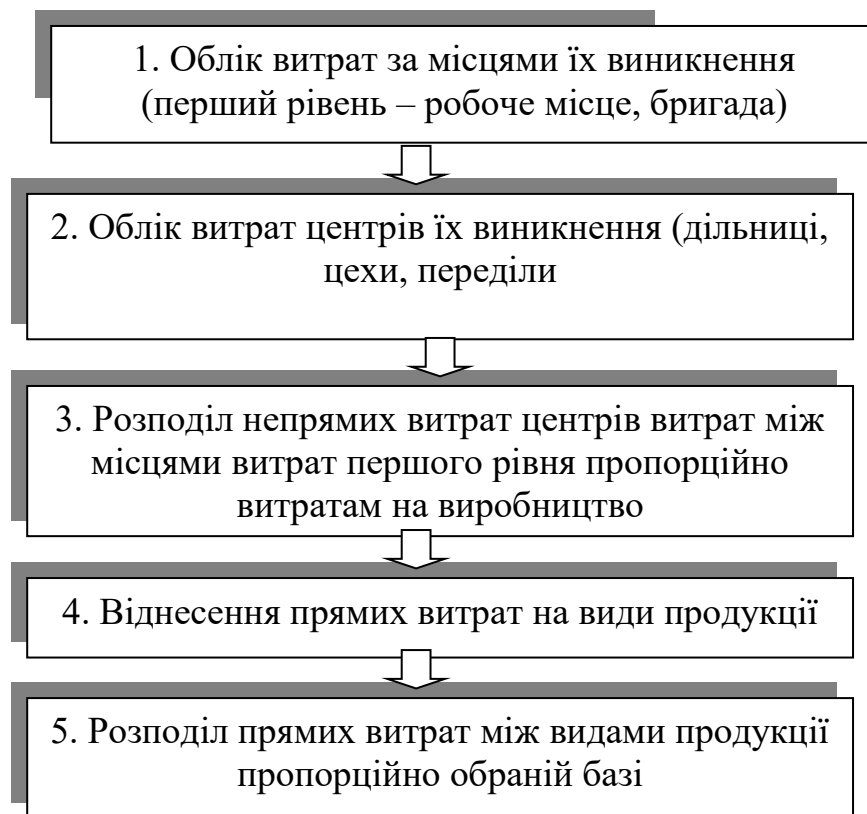 1. Облік витрат за місцями їх виникнення
(перший рівень – робоче місце, бригада)
2. Облік витрат центрів їх виникнення (дільниці,
цехи, переділи
3. Розподіл непрямих витрат центрів витрат між
місцями витрат першого рівня пропорційно
витратам на виробництво
4. Віднесення прямих витрат на види продукції
5. Розподіл прямих витрат між видами продукції
пропорційно обраній базі